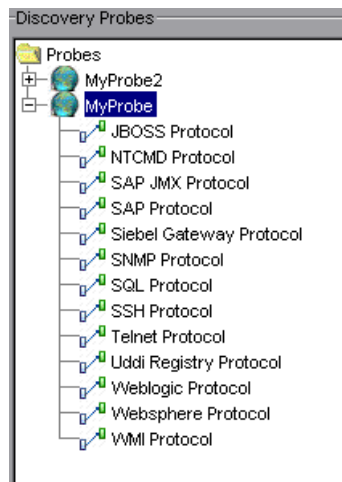 Discovery Probes
Probes
MyProbe2
MyProbe
JBOSS Protocol
NTCMD Protocol
SAP JMX Protocol
SAP Protocol
Siebel Gateway Protocol
SNMP Protocol
SQL Protocol
SSH Protocol
Telnet Protocol
Uddi Registry Protocol
Weblogic Protocol
Websphere Protocol
WMI Protocol